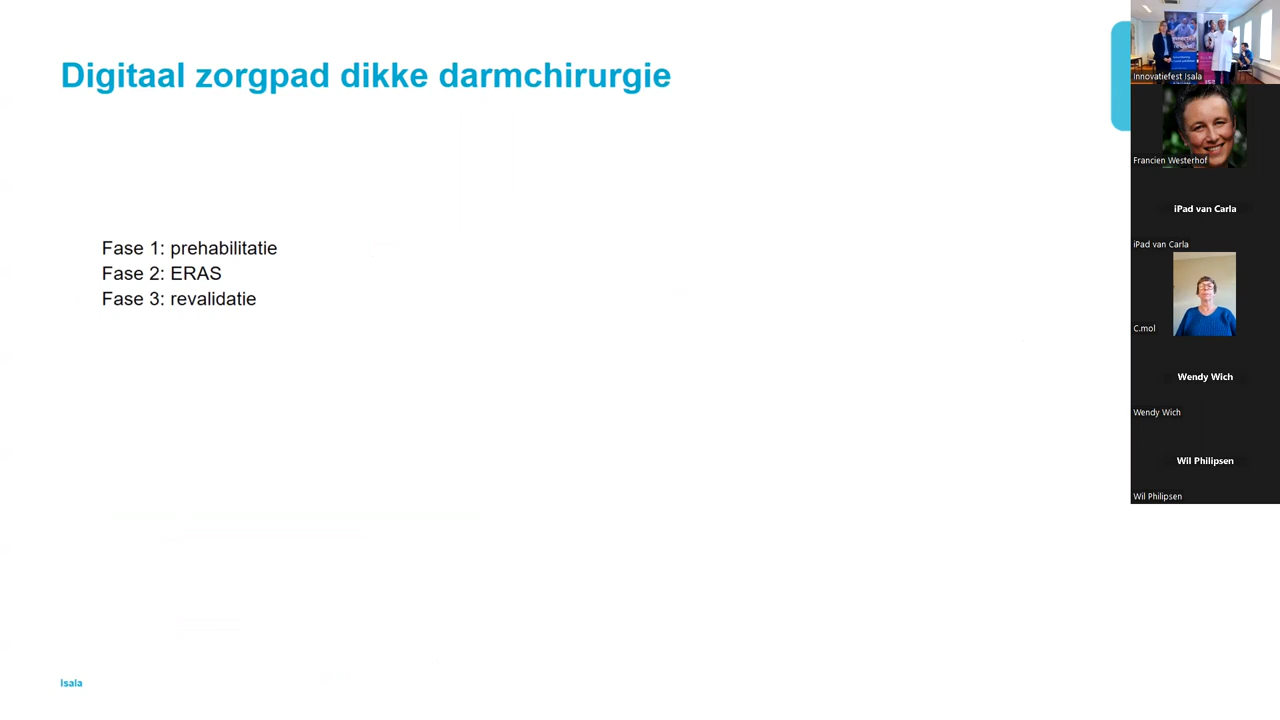 Digitaal zorgpad dikke darmchirurgie
Fase 1: prehabilitatie
Fase 2: ERAS
Fase 3: revalidatie
Isala
Innovatiefest Isala
Francien Westerhof
iPad van Carla
iPad van Carla
C.mol
Wendy Wich
Wendy Wich
Wil Philipsen
Wil Philipsen